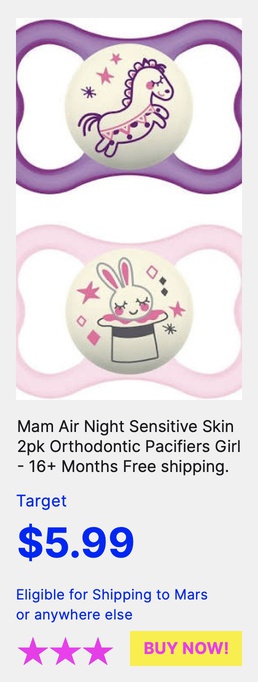 Mam Air Night Sensitive Skin
2pk Orthodontic Pacifiers Girl
- 16+ Months Free shipping.
Target
$5.99
Eligible for Shipping to Mars
or anywhere else
BUY NOW!